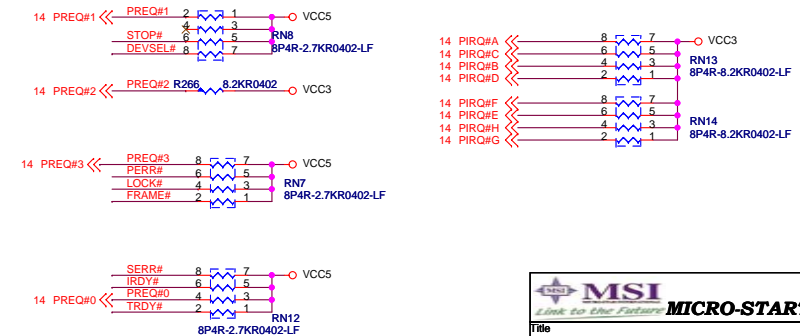 14 PREQ#1 PREQ#1 2 1 VCC5
4 3 RN8
STOP# 6 5
DEVSEL# 8 7 8P4R-2.7KR0402-LF
14 PREQ#2 PREQ#2 R266 8.2KR0402 VCC3
14 PREQ#3 PREQ#3 8 7 VCC5
PERR# 6 5
LOCK# 4 3 RN7
FRAME# 2 1 8P4R-2.7KR0402-LF
SERR# 8 7 VCC5
IRDY# 6 5
14 PREQ#0 PREQ#0 4 3
TRDY# 2 1 RN12
8P4R-2.7KR0402-LF
14 PIRQ#A 8 7 VCC3
14 PIRQ#C 6 5
14 PIRQ#B 4 3 RN13
14 PIRQ#D 2 1 8P4R-8.2KR0402-LF
14 PIRQ#F 8 7
14 PIRQ#E 6 5
14 PIRQ#H 4 3 RN14
14 PIRQ#G 2 1 8P4R-8.2KR0402-LF
MSI
Link to the Future
MICRO-STAR
Title